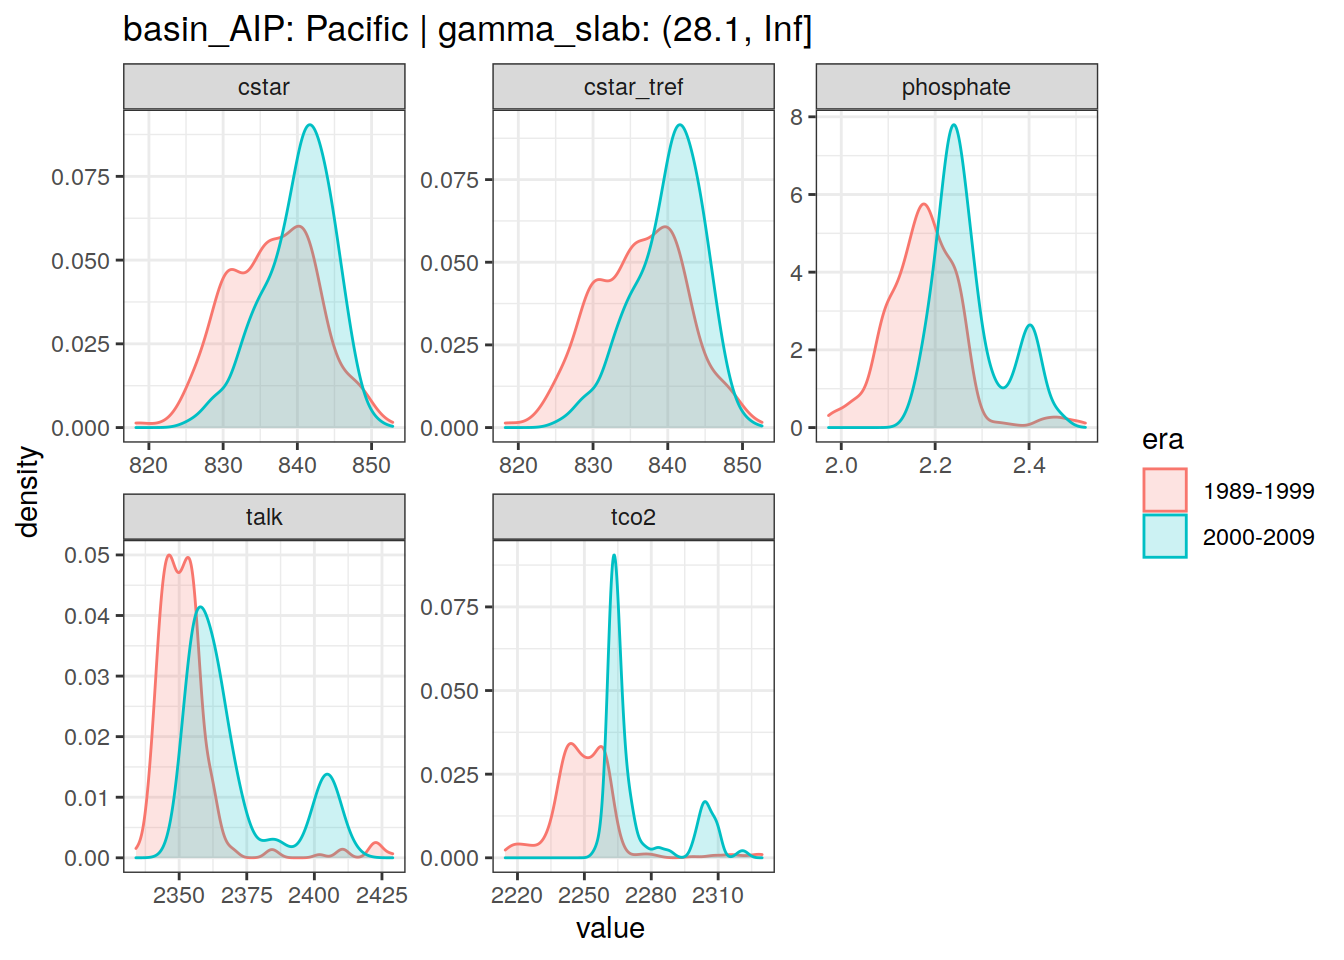 basin_AIP: Pacific | gamma_slab: (28.1, Inf]
cstar
cstar_tref
phosphate
0.075
0.050
0.025
0.000
820 830 840 850
0.075
0.050
0.025
0.000
820 830 840 850
8
6
4
2
0
2.0 2.2 2.4
density
talk
tco2
0.05
0.04
0.03
0.02
0.01
0.00
2350 2375 2400 2425
0.075
0.050
0.025
0.000
2220 2250 2280 2310
value
era
1989-1999
2000-2009